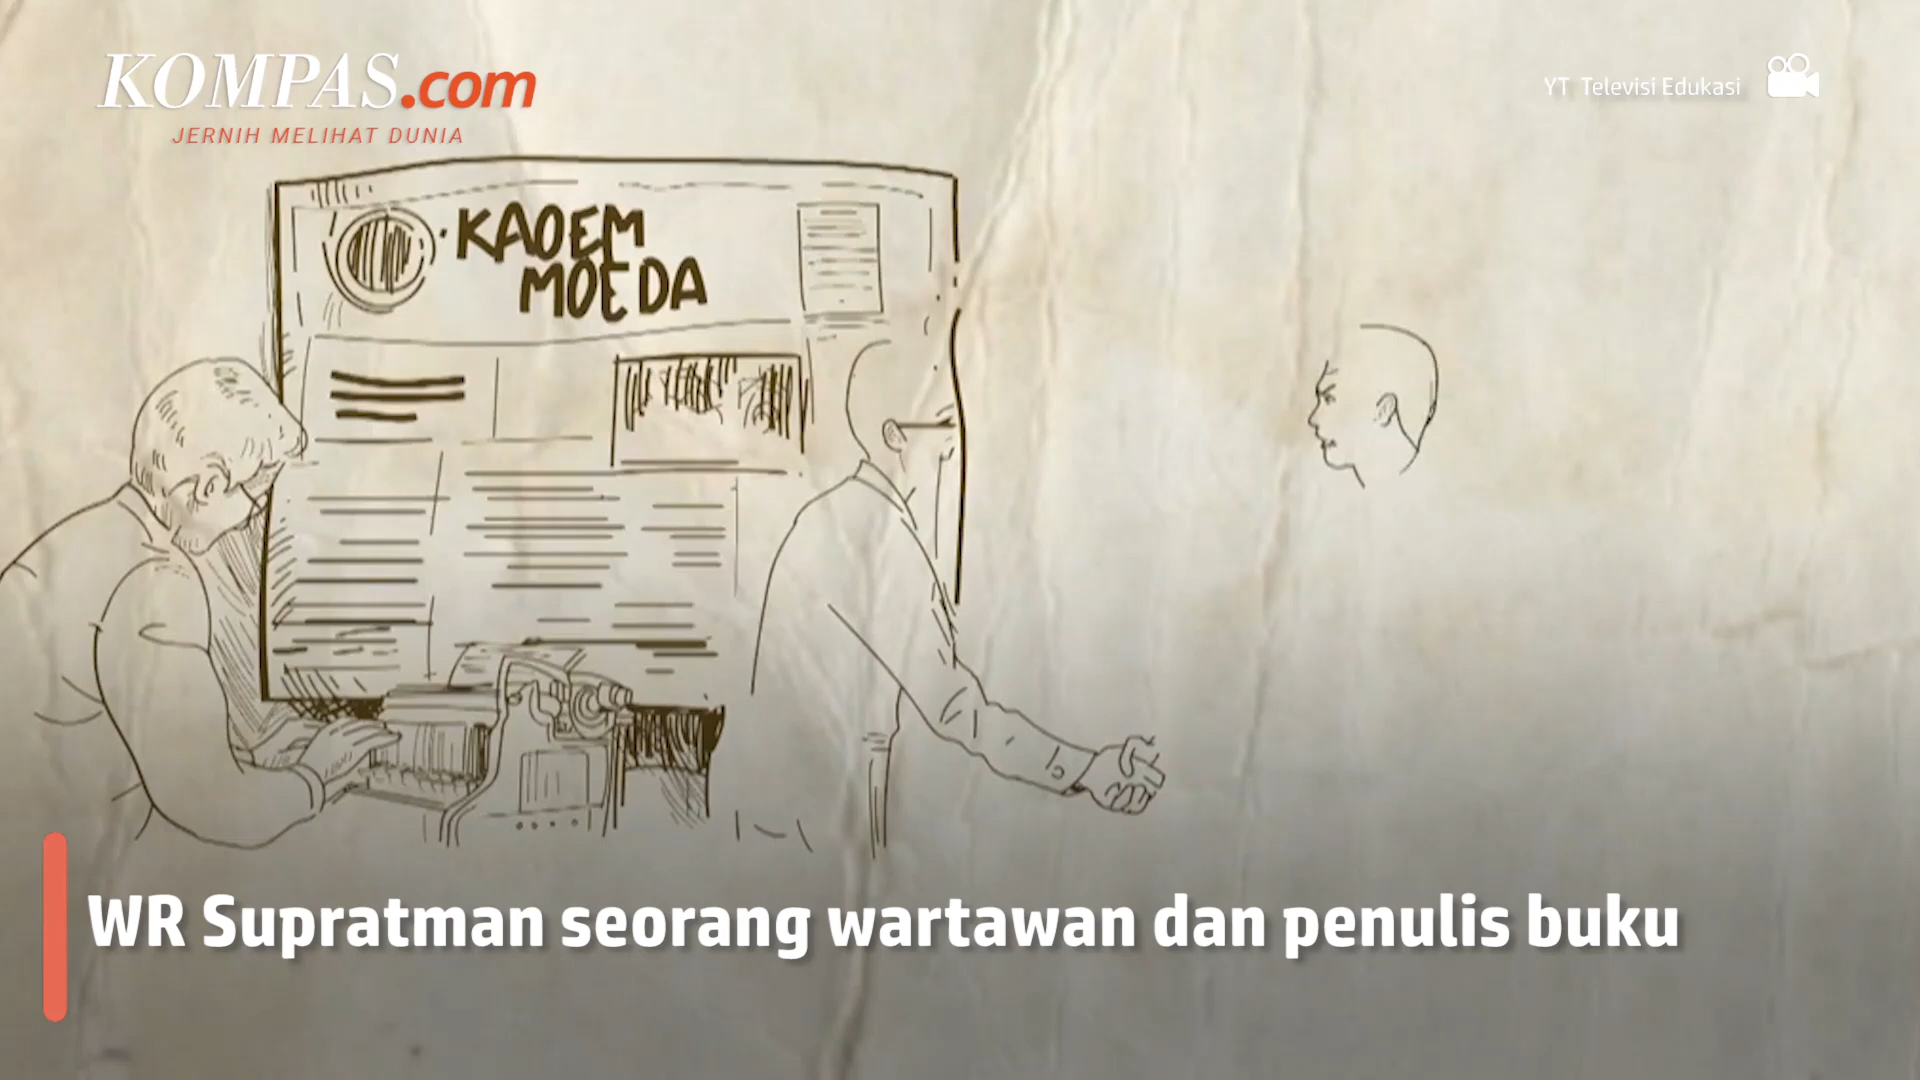 KOMPAS.com
JERNIH MELIHAT DUNIA
YT Televisi Edukasi
KAOEM
MOEDA
WR Supratman seorang wartawan dan penulis buku